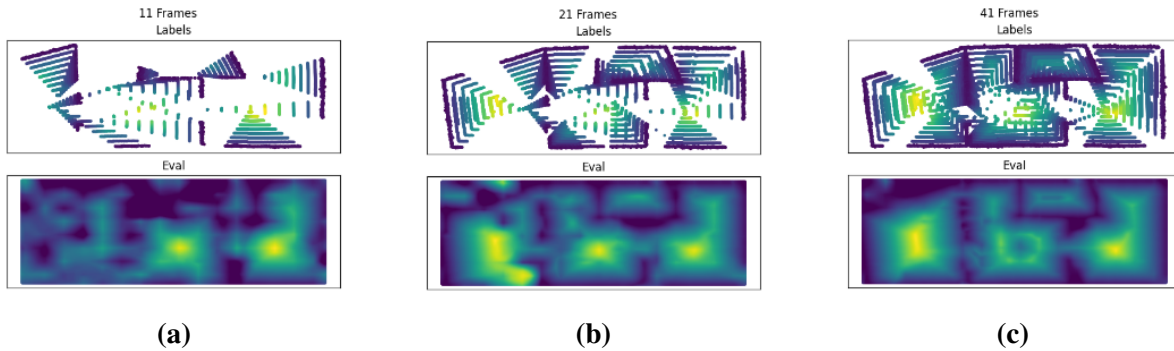 11 Frames
Labels
Eval
(a)
21 Frames
Labels
Eval
(b)
41 Frames
Labels
Eval
(c)